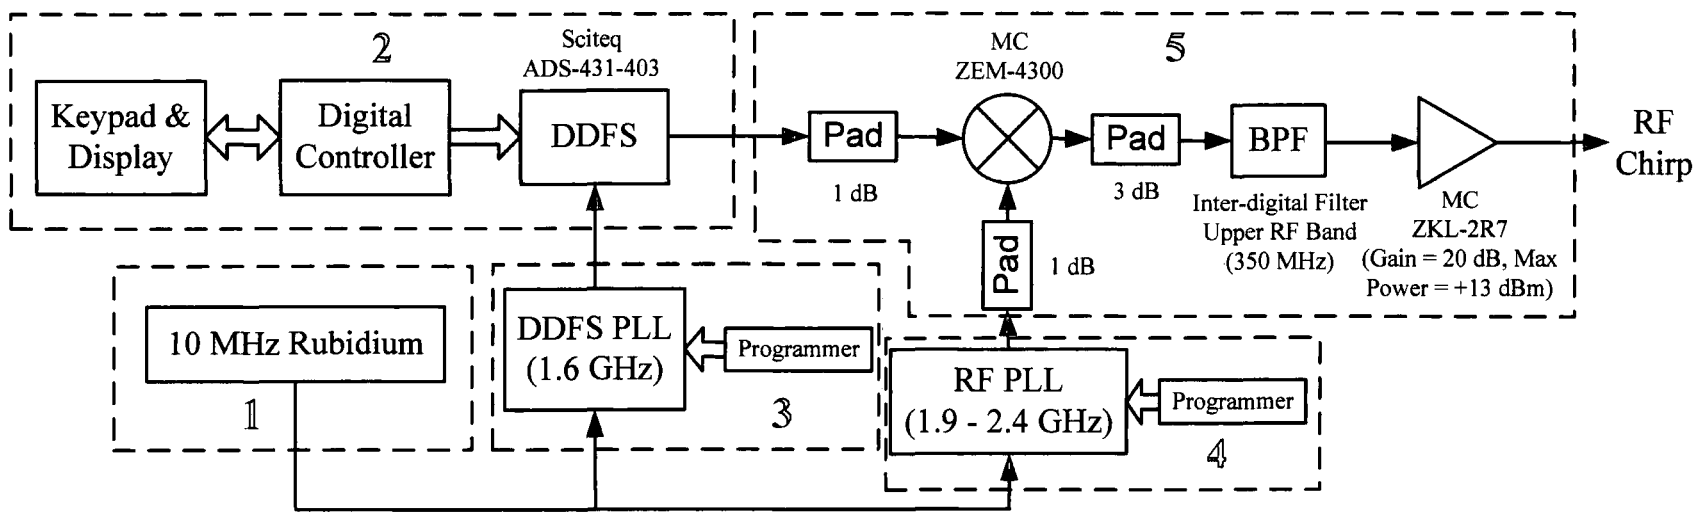 2
Sciteq
ADS-431-403
Keypad &
Display
Digital
Controller
DDFS
5
MC
ZEM-4300
Pad
1 dB
Pad
3 dB
BPF
Inter-digital Filter
Upper RF Band
(350 MHz)
MC
ZKL-2R7
(Gain = 20 dB, Max
Power = +13 dBm)
RF
Chirp
Pad
1 dB
10 MHz Rubidium
1
DDFS PLL
(1.6 GHz)
Programmer
3
RF PLL
(1.9 - 2.4 GHz)
Programmer
4